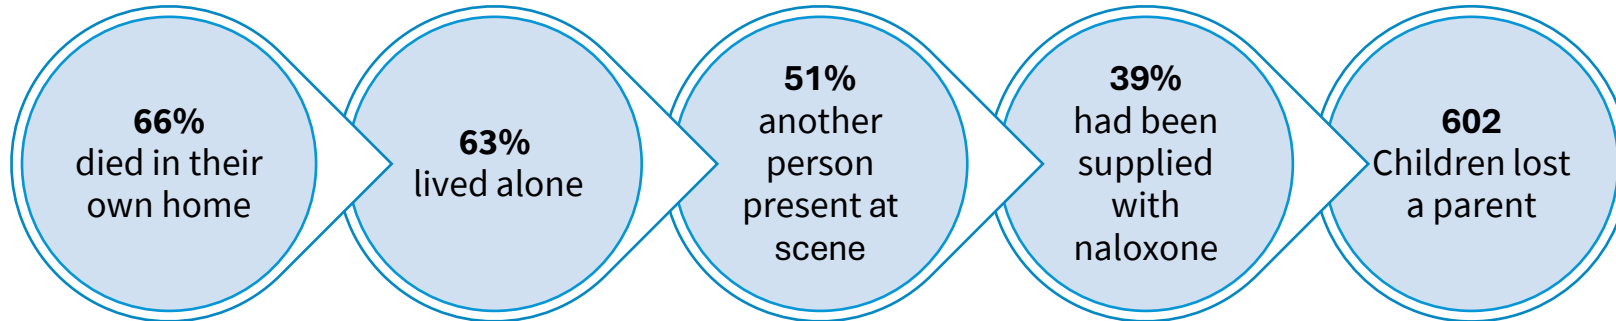 66%
died in their
own home
63%
lived alone
51%
another
person
present at
scene
39%
had been
supplied
with
naloxone
602
Children lost
a parent